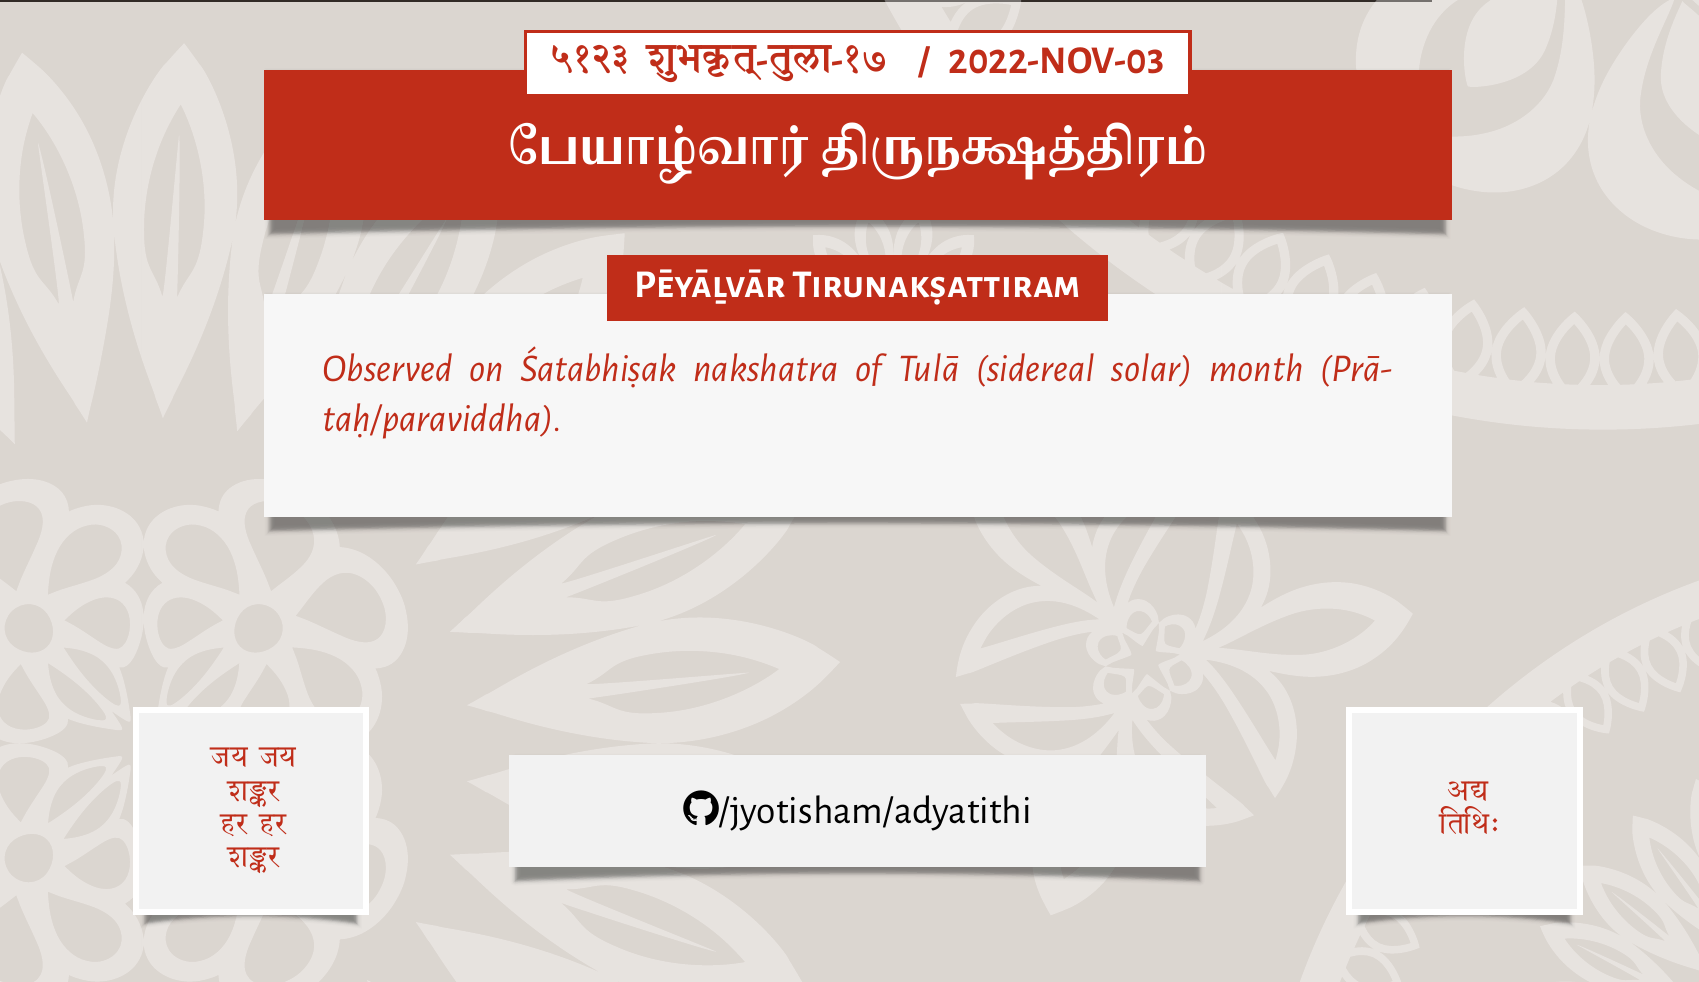 ५१२३ शुभकृत्-तुला-१७ / 2022-NOV-03
பேயாழ்வார் திருநக்ஷத்திரம்
Pēyāḻvār Tirunakṣattiram
Observed on Śatabhiṣak nakshatra of Tulā (sidereal solar) month (Prā-
taḥ/paraviddha).
जय जय
शङ्कर
हर हर
शङ्कर
/jyotisham/adyatithi
अद्य
तिथिः